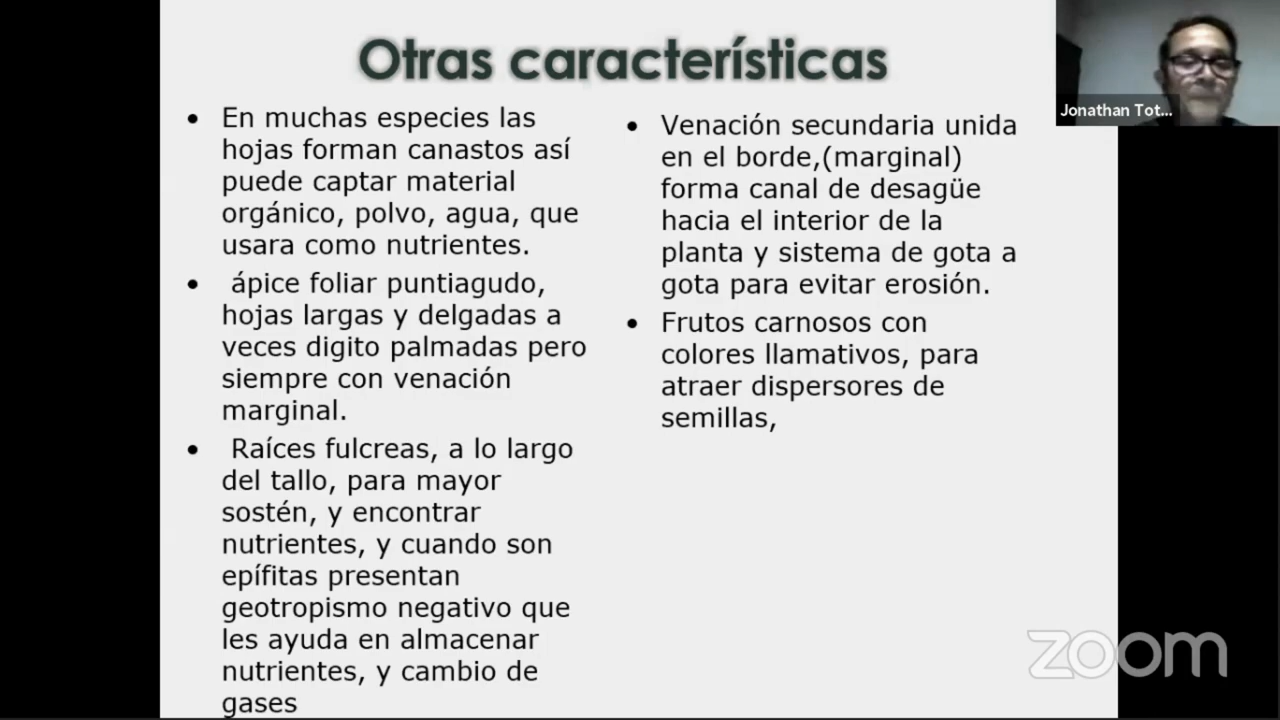 Otras características
• En muchas especies las
hojas forman canastos así
puede captar material
orgánico, polvo, agua, que
usara como nutrientes.
• ápice foliar puntiagudo,
hojas largas y delgadas a
veces digito palmadas pero
siempre con venación
marginal.
• Raíces fulcreas, a lo largo
del tallo, para mayor
sostén, y encontrar
nutrientes, y cuando son
epífitas presentan
geotropismo negativo que
les ayuda en almacenar
nutrientes, y cambio de
gases
• Venación secundaria unida
en el borde,(marginal)
forma canal de desagüe
hacia el interior de la
planta y sistema de gota a
gota para evitar erosión.
• Frutos carnosos con
colores llamativos, para
atraer dispersores de
semillas,
Jonathan Tot...
zoom